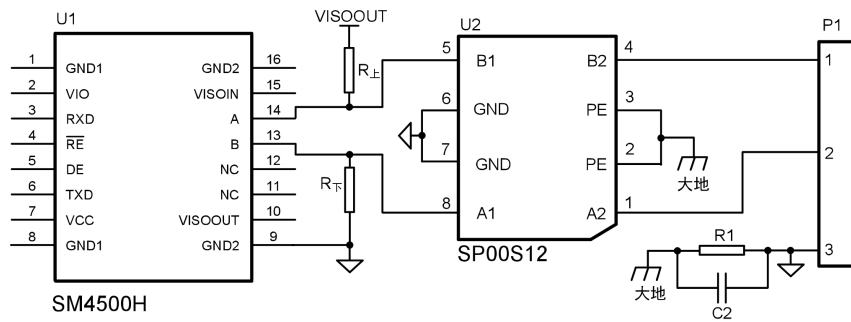 U1
1 GND1 GND2 16
2 VIO VISOIN 15
3 RXD A 14
4 RE B 13
5 DE NC 12
6 TXD NC 11
7 VCC VISOOUT 10
8 GND1 GND2 9
SM4500H
VISOOUT
R上
R下
U2
5 B1 B2 4
6 GND PE 3
7 GND PE 2
8 A1 A2 1
SP00S12
大地
P1
1
2
3
R1
大地
C2